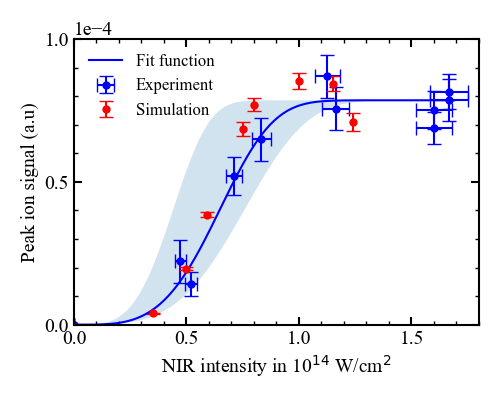 1e−4
1.0
Fit function
Experiment
Simulation
Peak ion signal (a.u)
0.5
0.0
0.0 0.5 1.0 1.5
NIR intensity in 10¹⁴ W/cm²